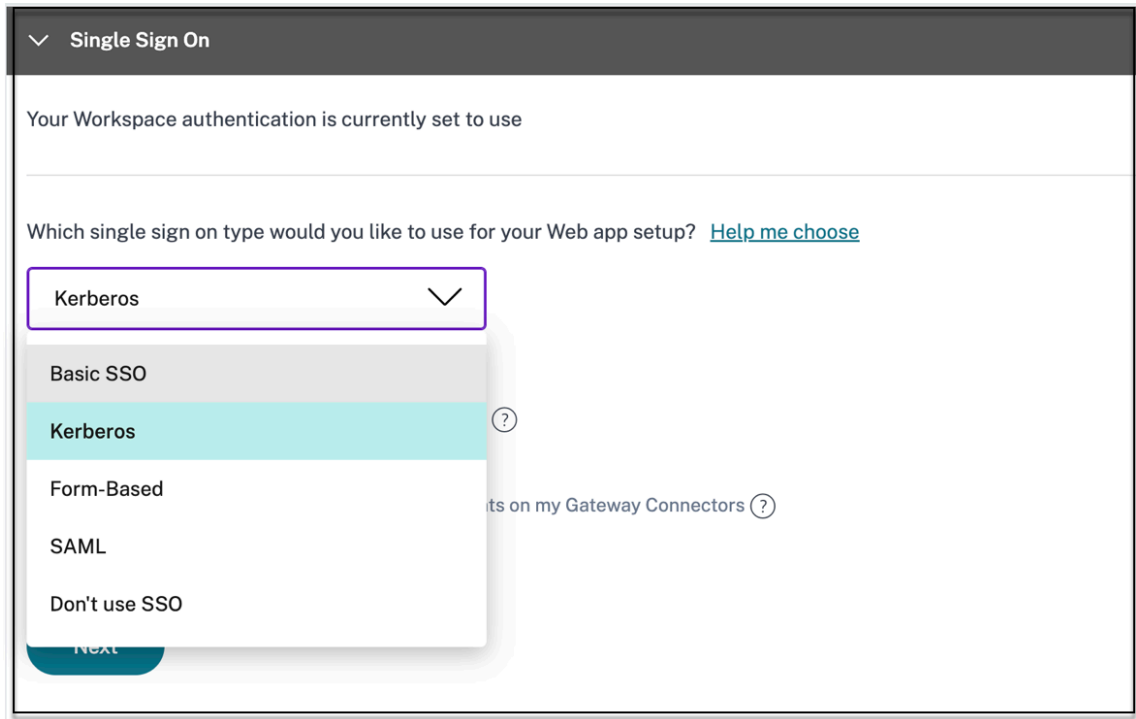 Single Sign On
Your Workspace authentication is currently set to use
Which single sign on type would you like to use for your Web app setup? Help me choose
Kerberos
Basic SSO
Kerberos
?
Form-Based
on my Gateway Connectors ?
SAML
Don't use SSO
Next